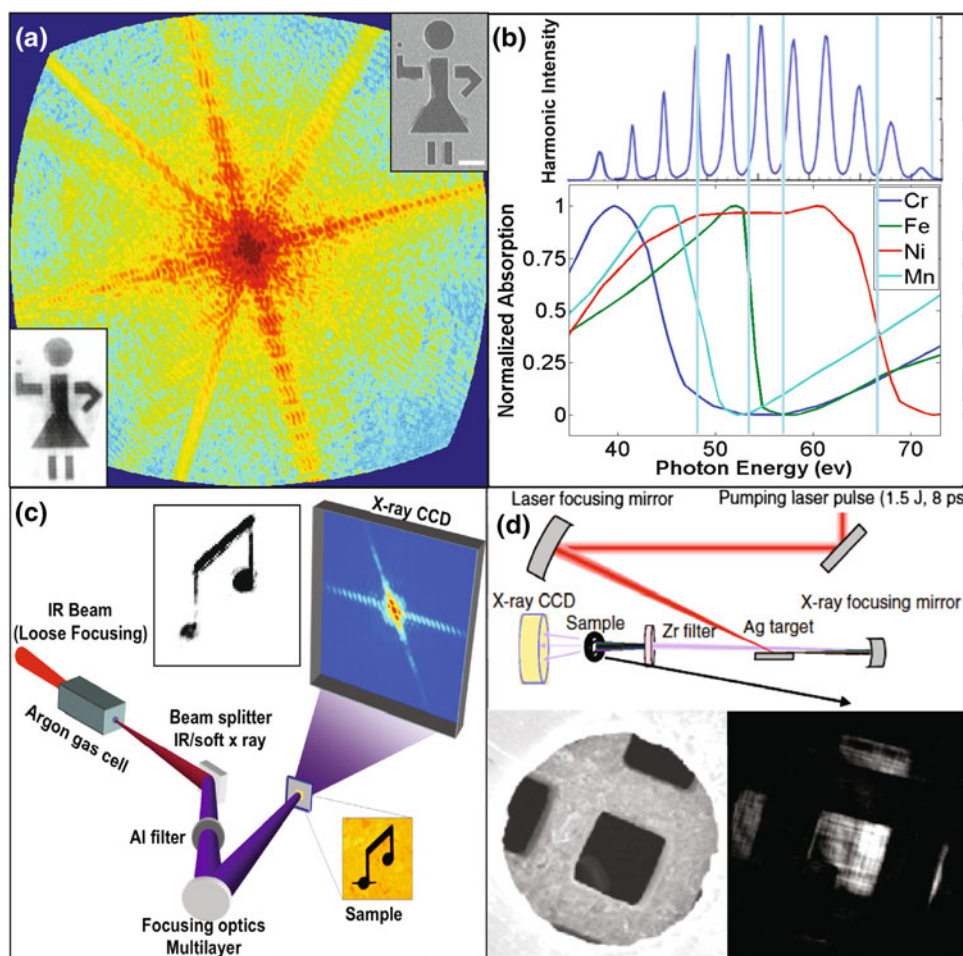 (a)
(b)
Harmonic Intensity
Normalized Absorption
1
0.75
0.5
0.25
0
Cr
Fe
Ni
Mn
40
50
60
70
Photon Energy (ev)
(c)
X-ray CCD
IR Beam
(Loose Focusing)
Argon gas cell
Beam splitter
IR/soft x ray
Al filter
Focusing optics
Multilayer
Sample
(d)
Laser focusing mirror
Pumping laser pulse (1.5 J, 8 ps
X-ray CCD
Sample
Zr filter
Ag target
X-ray focusing mirror